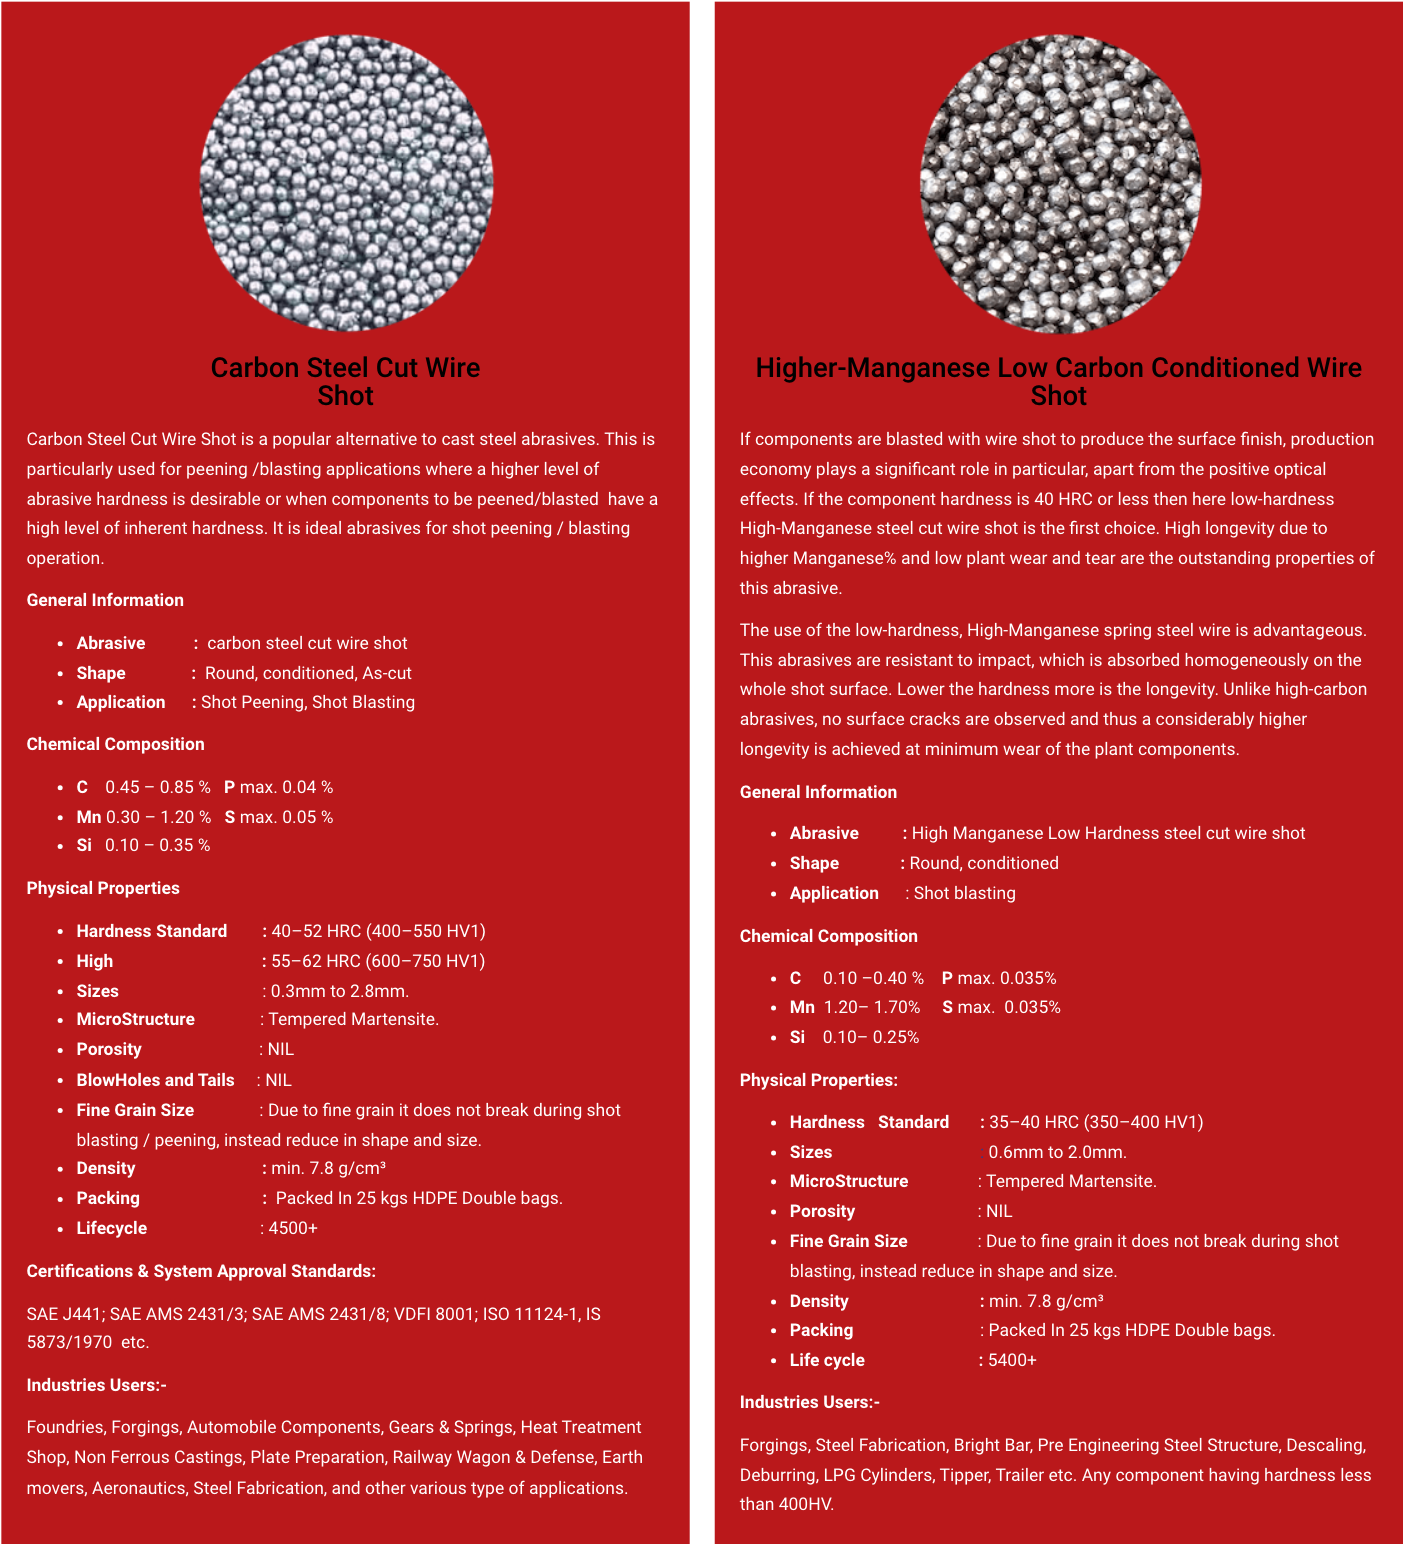 Carbon Steel Cut Wire
Shot
Carbon Steel Cut Wire Shot is a popular alternative to cast steel abrasives. This is
particularly used for peening /blasting applications where a higher level of
abrasive hardness is desirable or when components to be peened/blasted  have a
high level of inherent hardness. It is ideal abrasives for shot peening / blasting
operation.
General Information
• Abrasive : carbon steel cut wire shot
• Shape : Round, conditioned, As-cut
• Application : Shot Peening, Shot Blasting
Chemical Composition
• C 0.45 – 0.85 % P max. 0.04 %
• Mn 0.30 – 1.20 % S max. 0.05 %
• Si 0.10 – 0.35 %
Physical Properties
• Hardness Standard : 40–52 HRC (400–550 HV1)
• High : 55–62 HRC (600–750 HV1)
• Sizes : 0.3mm to 2.8mm.
• MicroStructure : Tempered Martensite.
• Porosity : NIL
• BlowHoles and Tails : NIL
• Fine Grain Size : Due to fine grain it does not break during shot
blasting / peening, instead reduce in shape and size.
• Density : min. 7.8 g/cm³
• Packing : Packed In 25 kgs HDPE Double bags.
• Lifecycle : 4500+
Certifications & System Approval Standards:
SAE J441; SAE AMS 2431/3; SAE AMS 2431/8; VDFI 8001; ISO 11124-1, IS
5873/1970  etc.
Industries Users:-
Foundries, Forgings, Automobile Components, Gears & Springs, Heat Treatment
Shop, Non Ferrous Castings, Plate Preparation, Railway Wagon & Defense, Earth
movers, Aeronautics, Steel Fabrication, and other various type of applications.
Higher-Manganese Low Carbon Conditioned Wire
Shot
If components are blasted with wire shot to produce the surface finish, production
economy plays a significant role in particular, apart from the positive optical
effects. If the component hardness is 40 HRC or less then here low-hardness
High-Manganese steel cut wire shot is the first choice. High longevity due to
higher Manganese% and low plant wear and tear are the outstanding properties of
this abrasive.
The use of the low-hardness, High-Manganese spring steel wire is advantageous.
This abrasives are resistant to impact, which is absorbed homogeneously on the
whole shot surface. Lower the hardness more is the longevity. Unlike high-carbon
abrasives, no surface cracks are observed and thus a considerably higher
longevity is achieved at minimum wear of the plant components.
General Information
• Abrasive : High Manganese Low Hardness steel cut wire shot
• Shape : Round, conditioned
• Application : Shot blasting
Chemical Composition
• C 0.10 –0.40 % P max. 0.035%
• Mn 1.20– 1.70% S max.  0.035%
• Si 0.10– 0.25%
Physical Properties:
• Hardness Standard : 35–40 HRC (350–400 HV1)
• Sizes 0.6mm to 2.0mm.
• MicroStructure : Tempered Martensite.
• Porosity : NIL
• Fine Grain Size : Due to fine grain it does not break during shot
blasting, instead reduce in shape and size.
• Density : min. 7.8 g/cm³
• Packing : Packed In 25 kgs HDPE Double bags.
• Life cycle : 5400+
Industries Users:-
Forgings, Steel Fabrication, Bright Bar, Pre Engineering Steel Structure, Descaling,
Deburring, LPG Cylinders, Tipper, Trailer etc. Any component having hardness less
than 400HV.